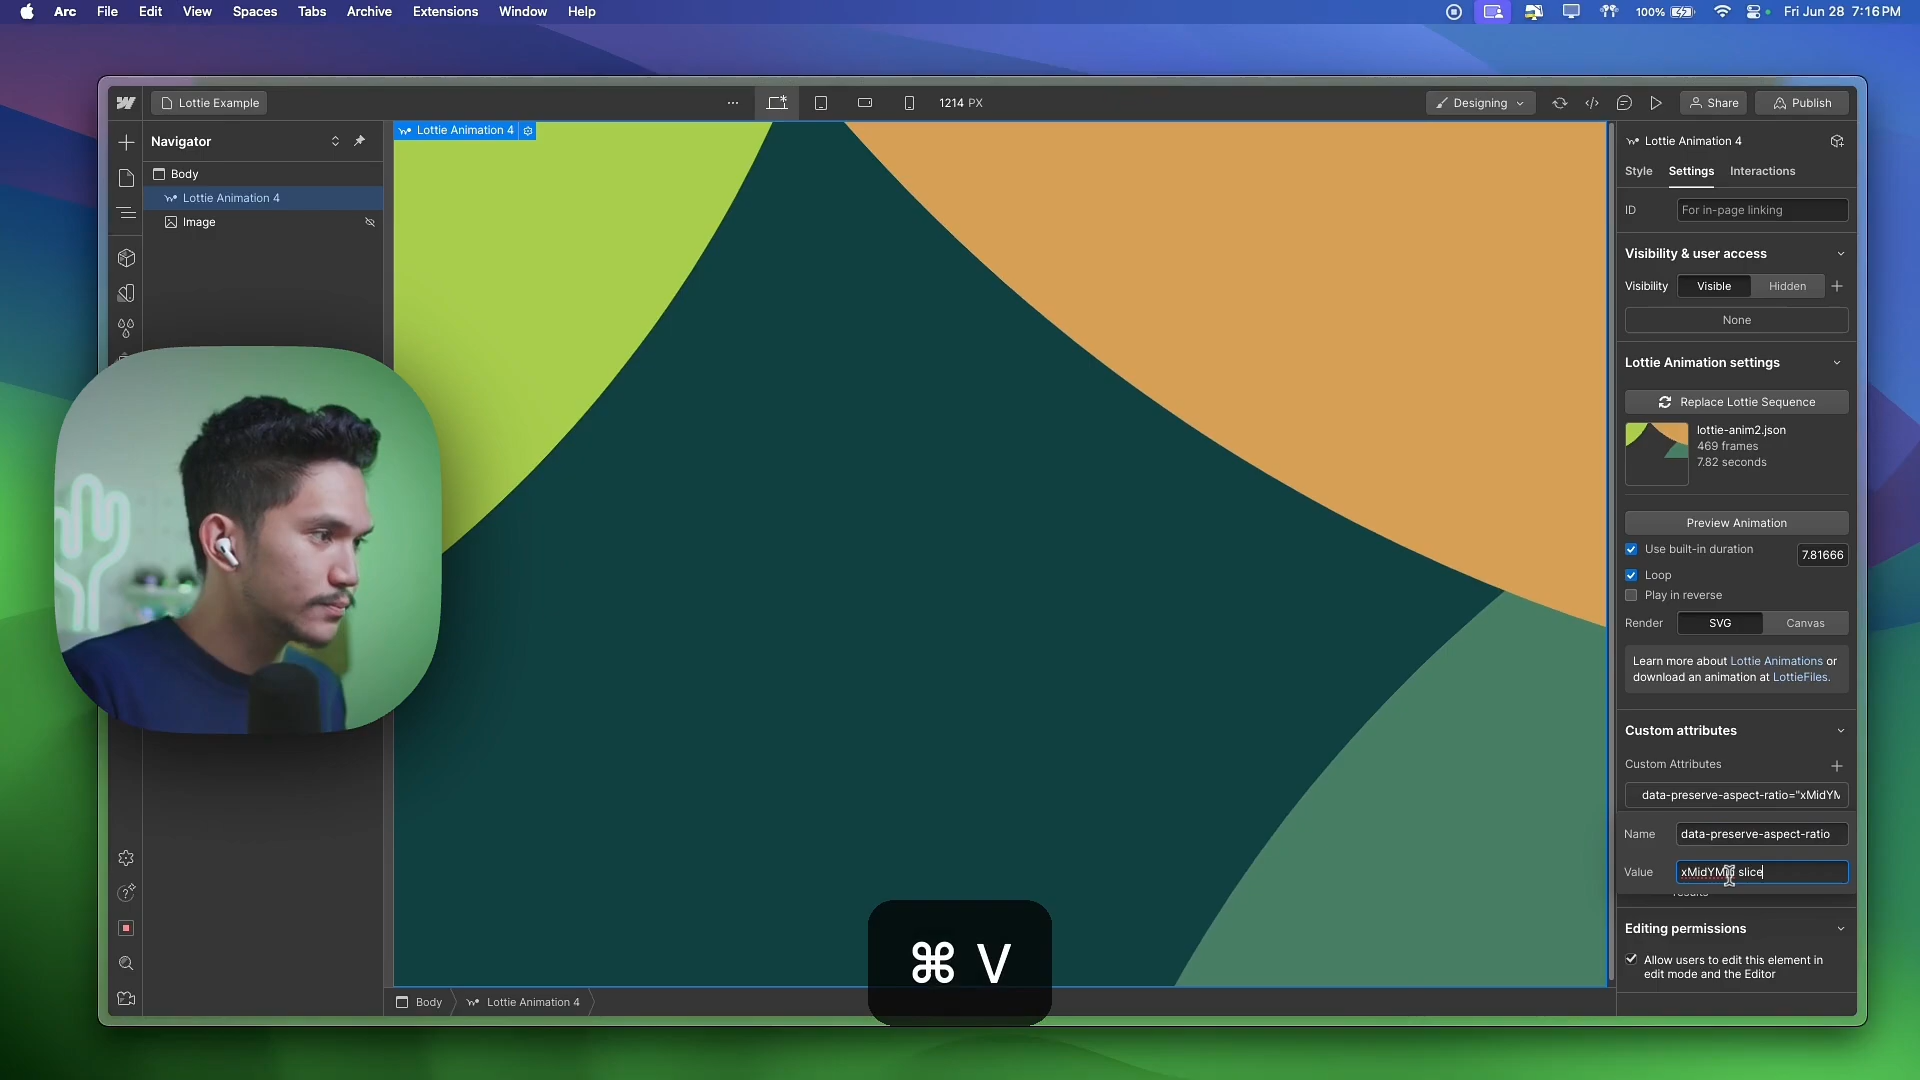 Arc File Edit View Spaces Tabs Archive Extensions Window Help
100% Fri Jun 28 7:16 PM
Lottie Example
1214 PX
Designing
Share
Publish
Navigator
Body
Lottie Animation 4
Image
Lottie Animation 4
Lottie Animation 4
Style Settings Interactions
ID For in-page linking
Visibility & user access
Visibility Visible Hidden
None
Lottie Animation settings
Replace Lottie Sequence
lottie-anim2.json
469 frames
7.82 seconds
Preview Animation
Use built-in duration 7.81666
Loop
Play in reverse
Render SVG Canvas
Learn more about Lottie Animations or
download an animation at LottieFiles.
Custom attributes
Custom Attributes
data-preserve-aspect-ratio="xMidYM
Name data-preserve-aspect-ratio
Value xMidYMid slice
Editing permissions
Allow users to edit this element in
edit mode and the Editor
Body Lottie Animation 4
⌘ V